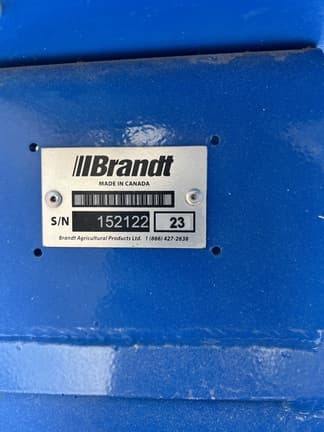 Brandt
MADE IN CANADA
S/N 152122 23
Brandt Agricultural Products Ltd. 1 (866) 427-2638